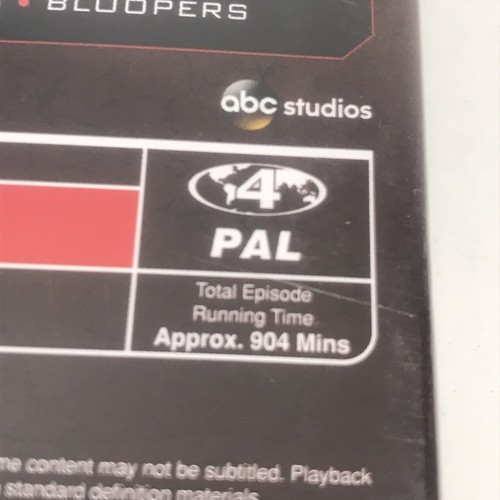 • BLOOPERS
abc studios
4
PAL
Total Episode
Running Time
Approx. 904 Mins
content may not be subtitled. Playback
standard definition materials